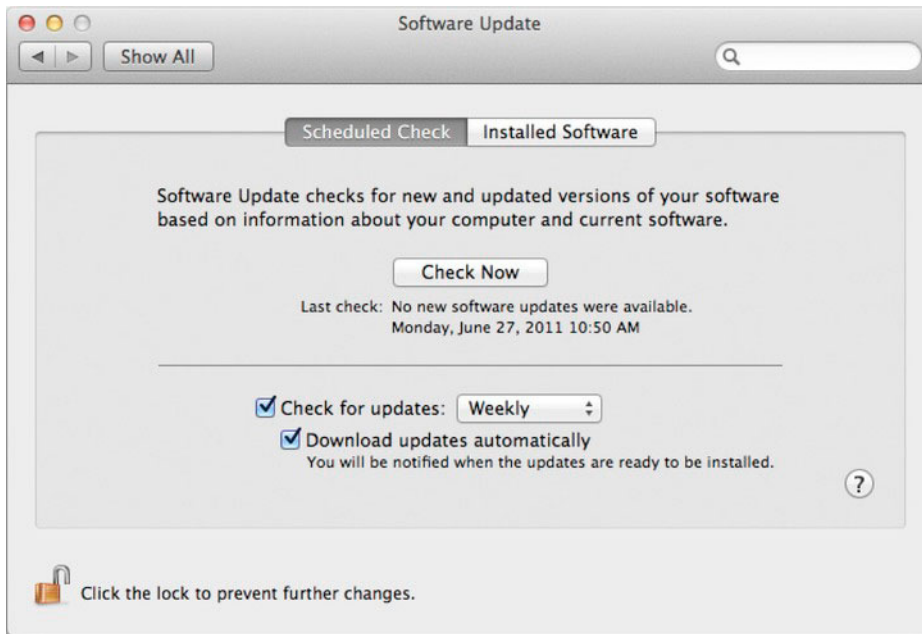 Software Update
Show All
Scheduled Check Installed Software
Software Update checks for new and updated versions of your software
based on information about your computer and current software.
Check Now
Last check: No new software updates were available.
Monday, June 27, 2011 10:50 AM
Check for updates: Weekly
Download updates automatically
You will be notified when the updates are ready to be installed.
?
Click the lock to prevent further changes.